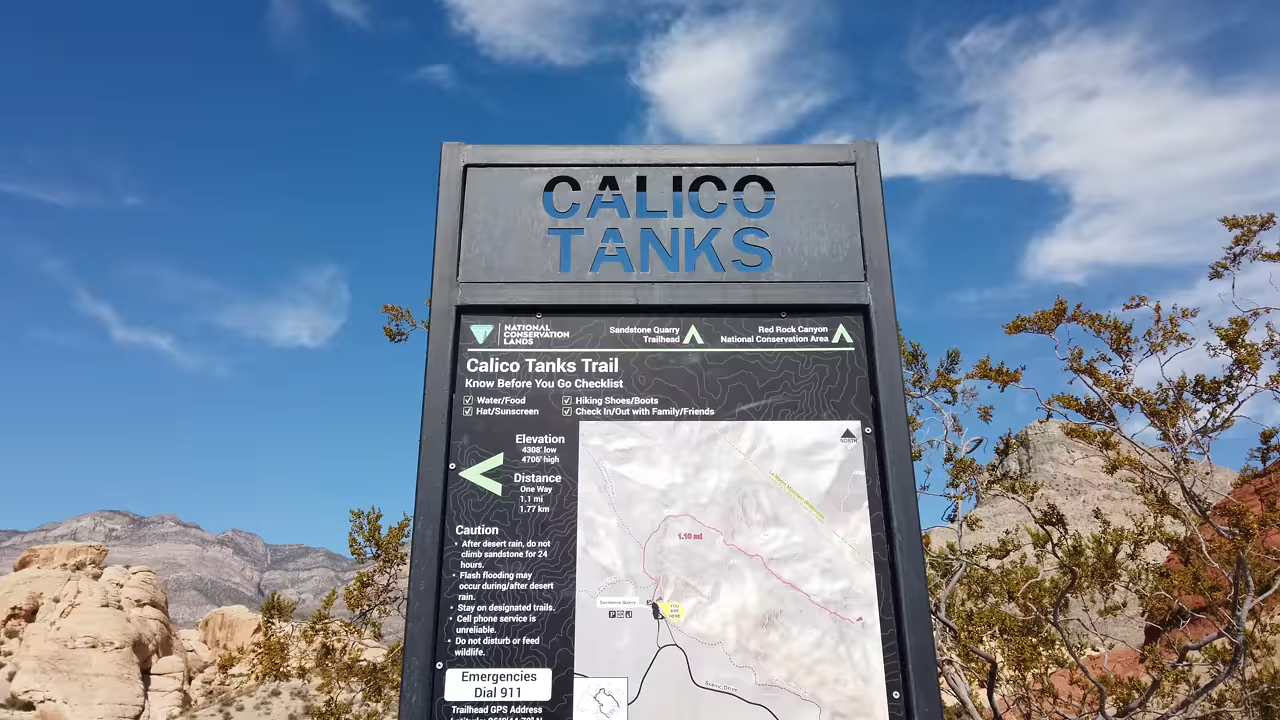 CALICO
TANKS
NATIONAL
CONSERVATION
LANDS
Sandstone Quarry
Trailhead
Red Rock Canyon
National Conservation Area
Calico Tanks Trail
Know Before You Go Checklist
Water/Food
Hiking Shoes/Boots
Hat/Sunscreen
Check In/Out with Family/Friends
Elevation
4308' low
4706' high
Distance
One Way
1.1 mi
1.77 km
Caution
• After desert rain, do not
climb sandstone for 24
hours.
• Flash flooding may
occur during/after desert
rain.
• Stay on designated trails.
• Cell phone service is
unreliable.
• Do not disturb or feed
wildlife.
Emergencies
Dial 911
Trailhead GPS Address
NORTH
1.10 mi
Sandstone Quarry
P
YOU
ARE
HERE
Scenic Drive